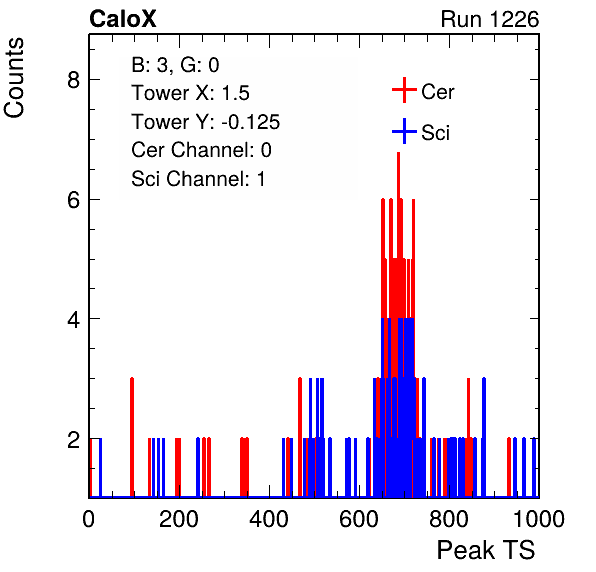 CaloX Run 1226
Counts
B: 3, G: 0
Tower X: 1.5
Tower Y: -0.125
Cer Channel: 0
Sci Channel: 1
Cer
Sci
8
6
4
2
0 200 400 600 800 1000
Peak TS